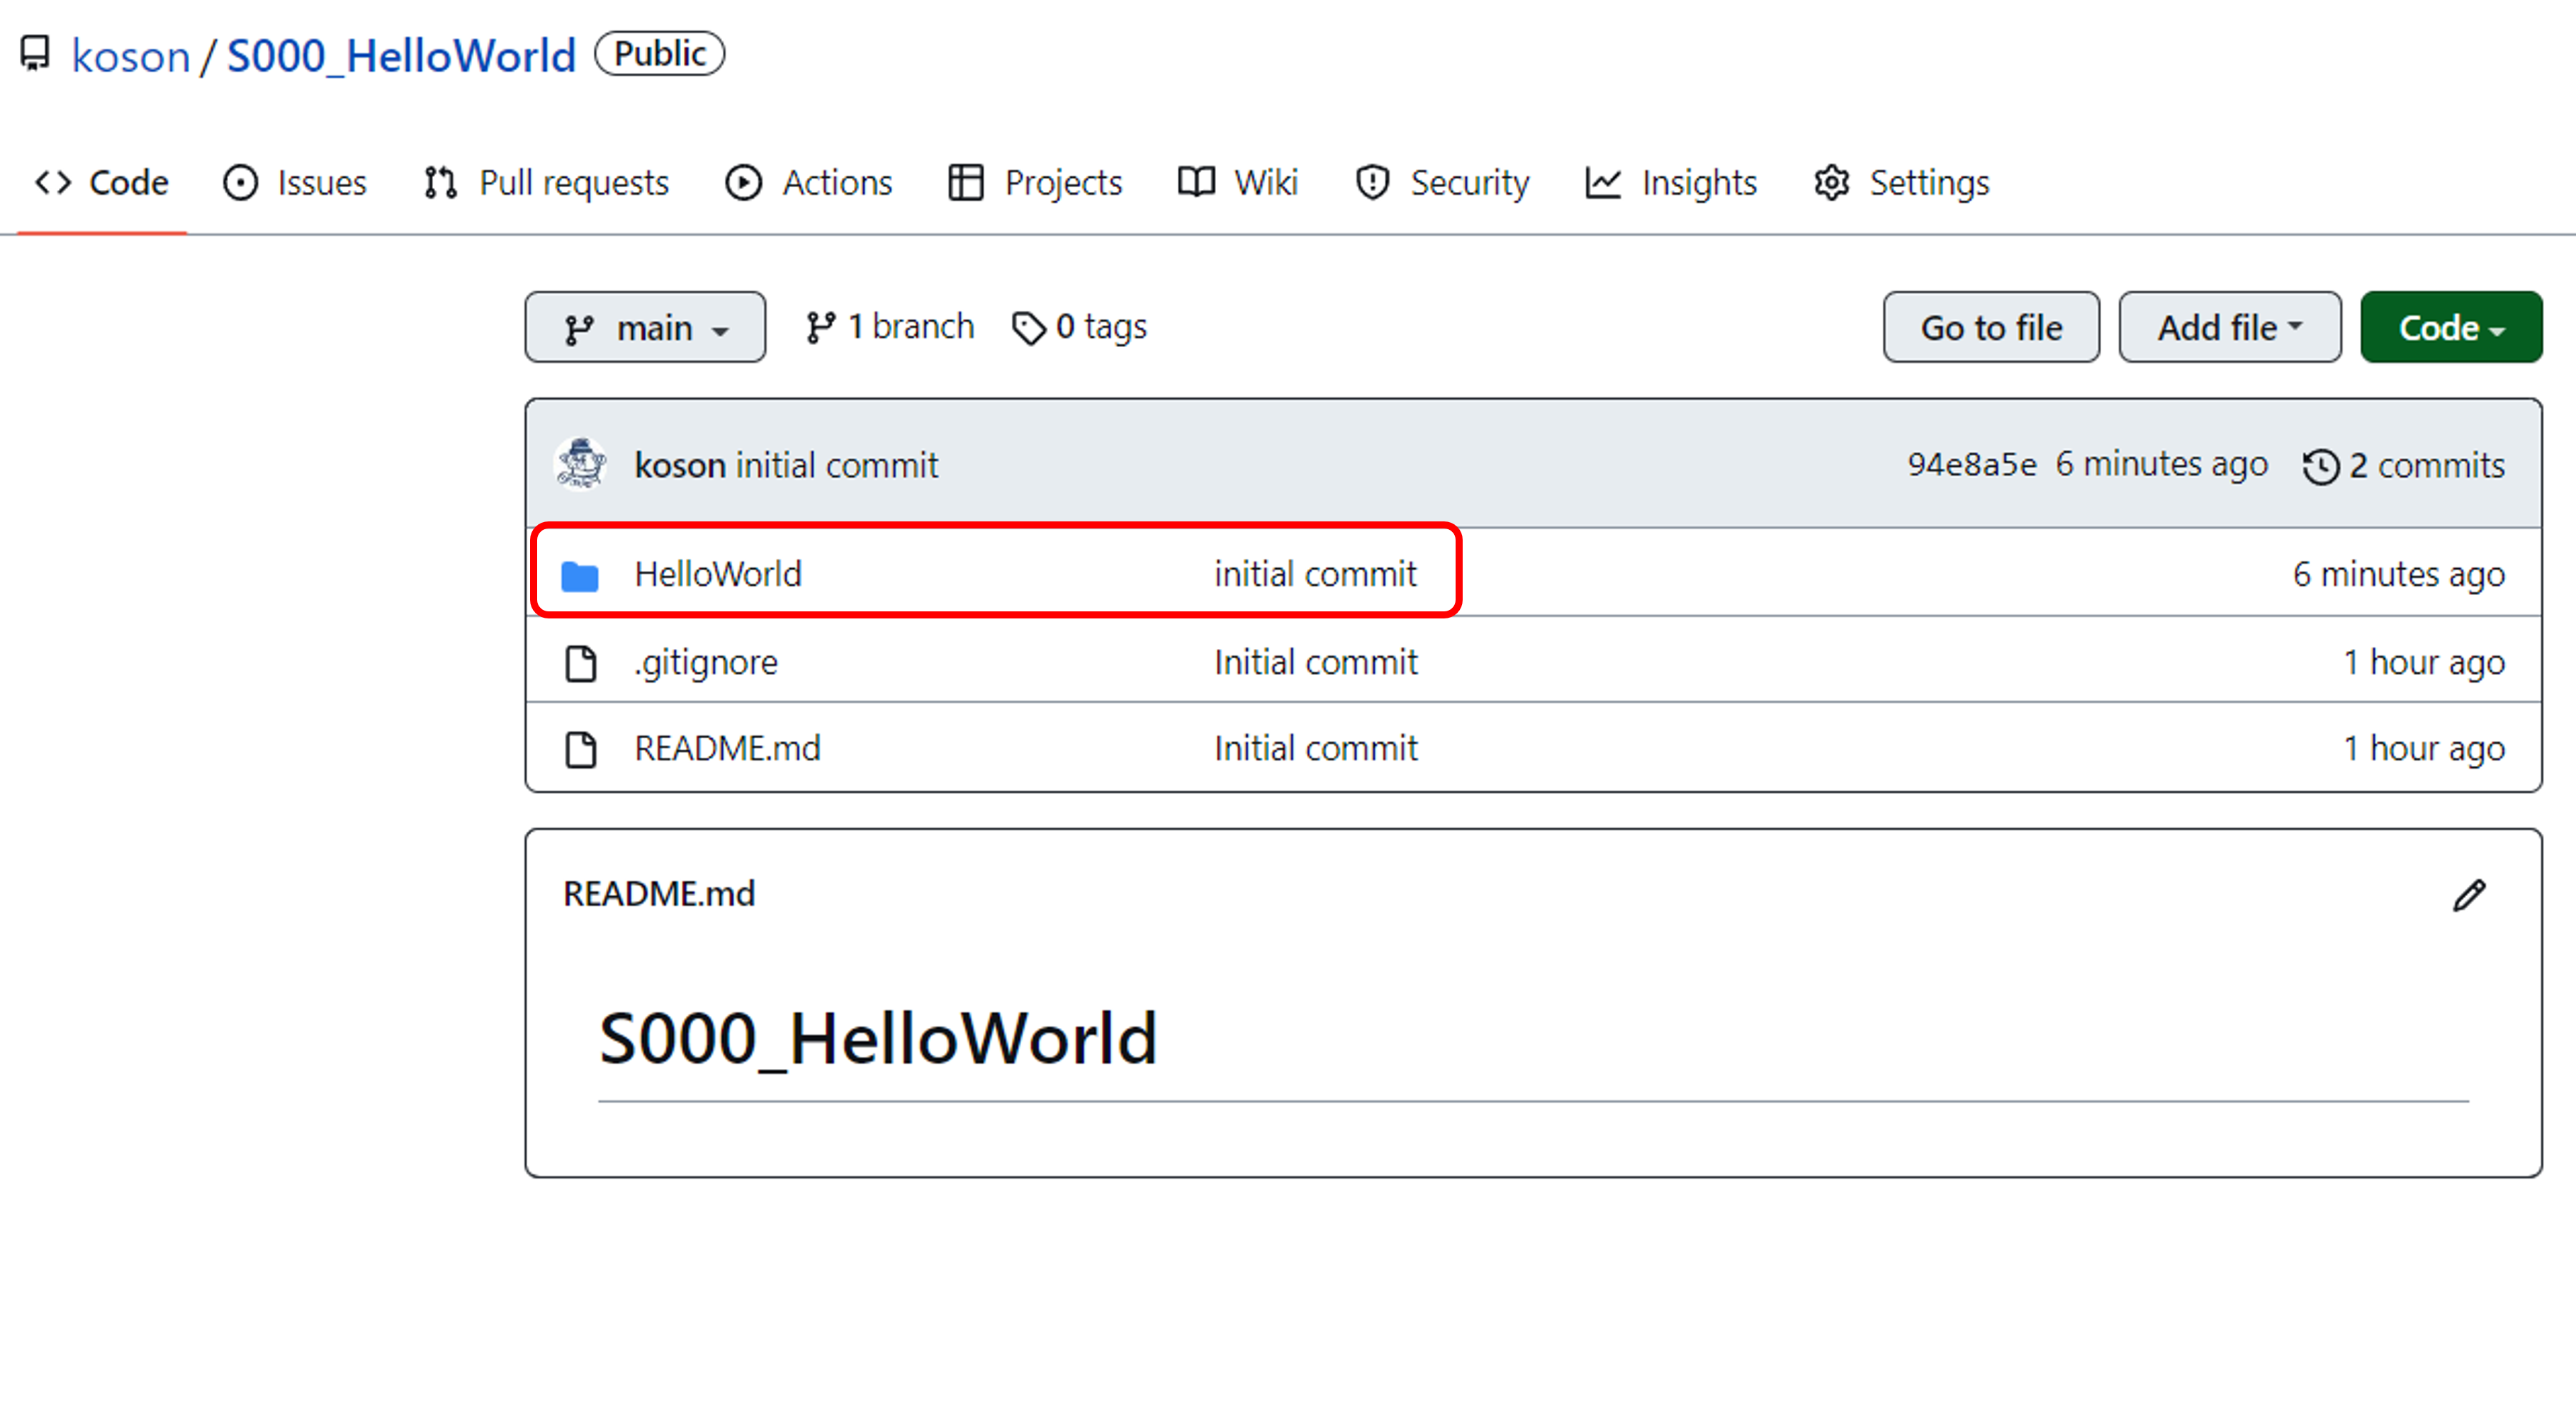 koson / S000_HelloWorld Public
Code Issues Pull requests Actions Projects Wiki Security Insights Settings
main 1 branch 0 tags Go to file Add file Code
koson initial commit 94e8a5e 6 minutes ago 2 commits
HelloWorld initial commit 6 minutes ago
.gitignore Initial commit 1 hour ago
README.md Initial commit 1 hour ago
README.md
S000_HelloWorld